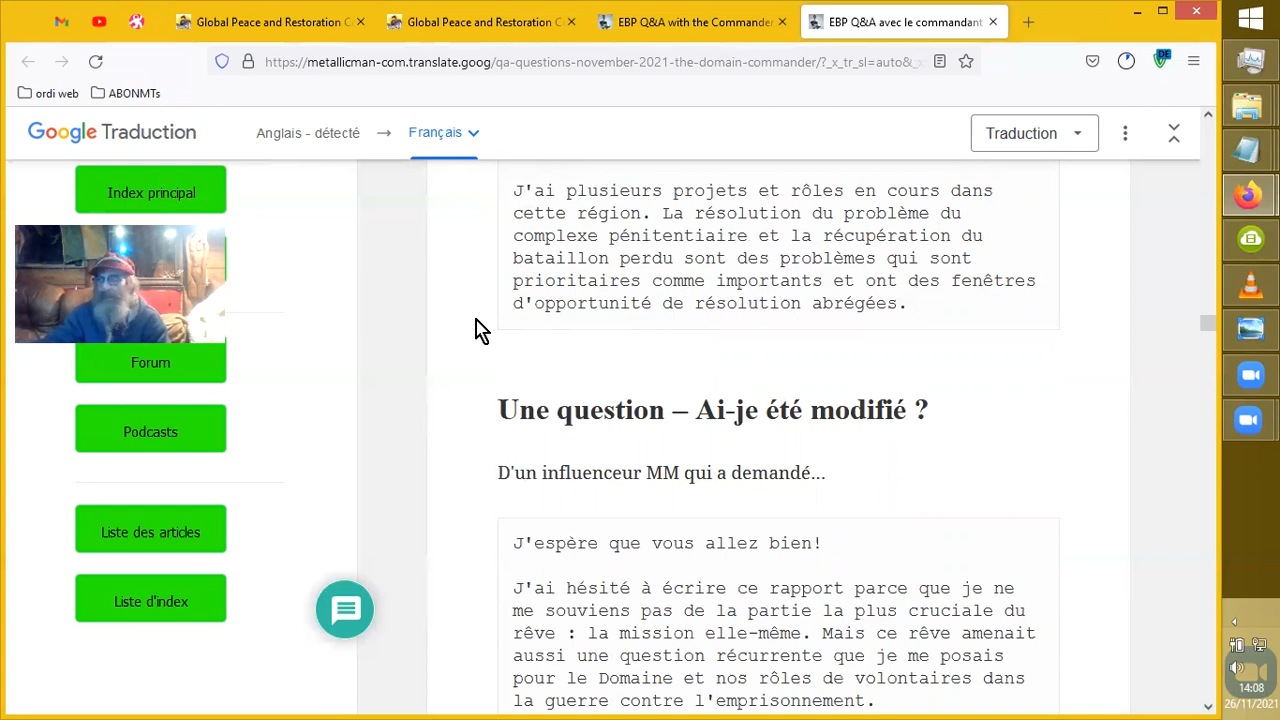 Global Peace and Restoration C
Global Peace and Restoration C
EBP Q&A with the Commander
EBP Q&A avec le commandant
https://metallicman-com.translate.goog/qa-questions-november-2021-the-domain-commander/?_x_tr_sl=auto&
DE
ordi web
ABONMTs
Google Traduction
Anglais - détecté
Français
Traduction
Index principal
Forum
Podcasts
Liste des articles
Liste d'index
J'ai plusieurs projets et rôles en cours dans
cette région. La résolution du problème du
complexe pénitentiaire et la récupération du
bataillon perdu sont des problèmes qui sont
prioritaires comme importants et ont des fenêtres
d'opportunité de résolution abrégées.
Une question – Ai-je été modifié ?
D'un influenceur MM qui a demandé...
J'espère que vous allez bien!
J'ai hésité à écrire ce rapport parce que je ne
me souviens pas de la partie la plus cruciale du
rêve : la mission elle-même. Mais ce rêve amenait
aussi une question récurrente que je me posais
pour le Domaine et nos rôles de volontaires dans
la guerre contre l'emprisonnement.
14:08
26/11/2021